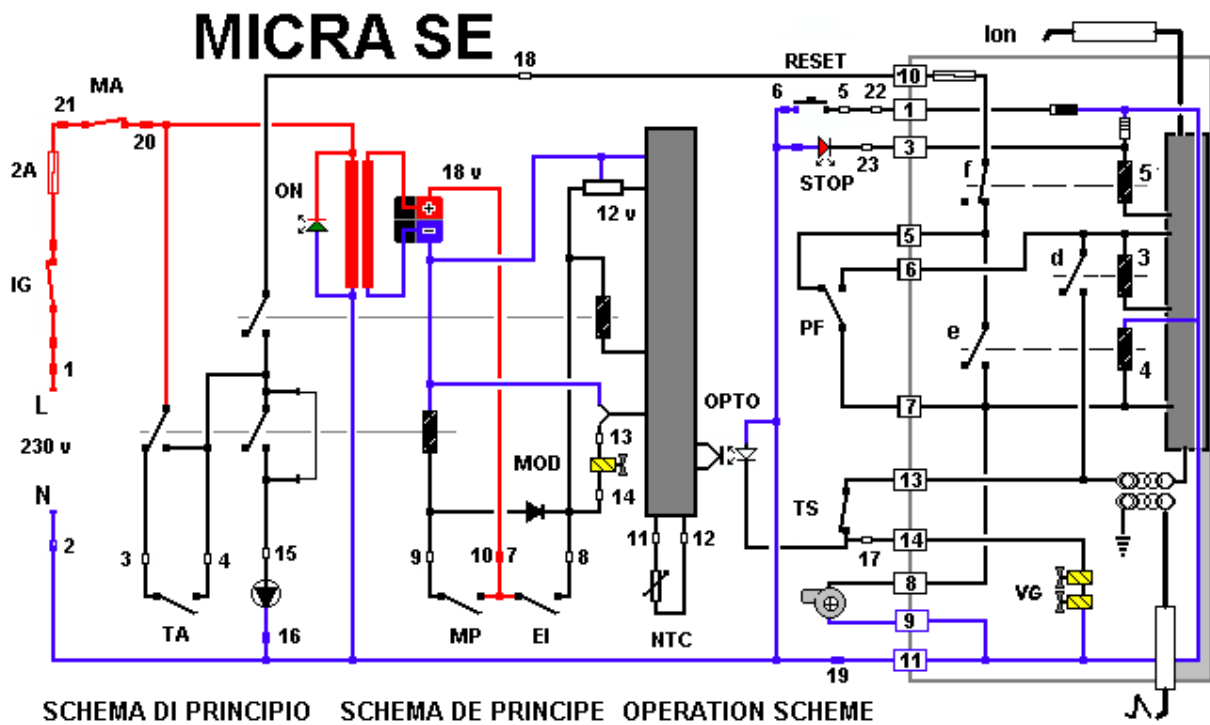 MICRA SE
Ion
18
RESET
10
MA
21
20
6
5
22
1
2A
3
STOP
23
ON
18 v
+
-
12 v
f
5
5
6
d
3
IG
PF
e
4
1
L
7
OPTO
230 v
13
MOD
14
N
TS
13
2
3
4
15
9
10
7
8
11
12
17
14
8
VG
TA
16
MP
EI
NTC
9
19
11
SCHEMA DI PRINCIPIO SCHEMA DE PRINCIPE OPERATION SCHEME